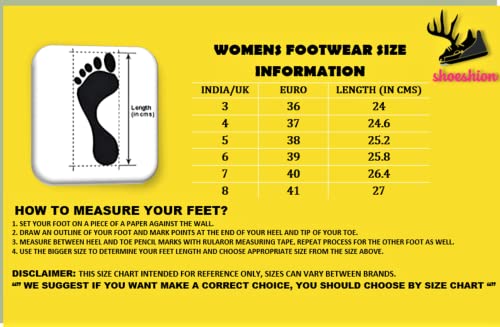 WOMENS FOOTWEAR SIZE
INFORMATION
shoeshion
INDIA/UK EURO LENGTH (IN CMS)
3 36 24
4 37 24.6
5 38 25.2
6 39 25.8
7 40 26.4
8 41 27
Length
(in cms)
HOW TO MEASURE YOUR FEET?
1. SET YOUR FOOT ON A PIECE OF A PAPER AGAINST THE WALL.
2. DRAW AN OUTLINE OF YOUR FOOT AND MARK POINTS AT THE END OF YOUR HEEL AND TIP OF YOUR TOE.
3. MEASURE BETWEEN HEEL AND TOE PENCIL MARKS WITH RULAROR MEASURING TAPE, REPEAT PROCESS FOR THE OTHER FOOT AS WELL.
4. USE THE BIGGER SIZE TO DETERMINE YOUR FEET LENGTH AND CHOOSE APPROPRIATE SIZE FROM THE SIZE ABOVE.
DISCLAIMER: THIS SIZE CHART INTENDED FOR REFERENCE ONLY, SIZES CAN VARY BETWEEN BRANDS.
“” WE SUGGEST IF YOU WANT MAKE A CORRECT CHOICE, YOU SHOULD CHOOSE BY SIZE CHART “”